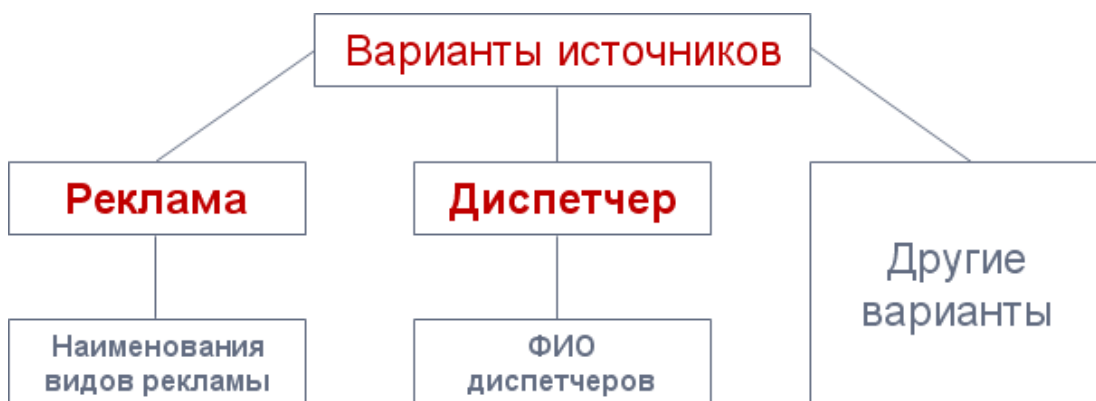 Варианты источников
Реклама
Диспетчер
Другие
варианты
Наименования
видов рекламы
ФИО
диспетчеров